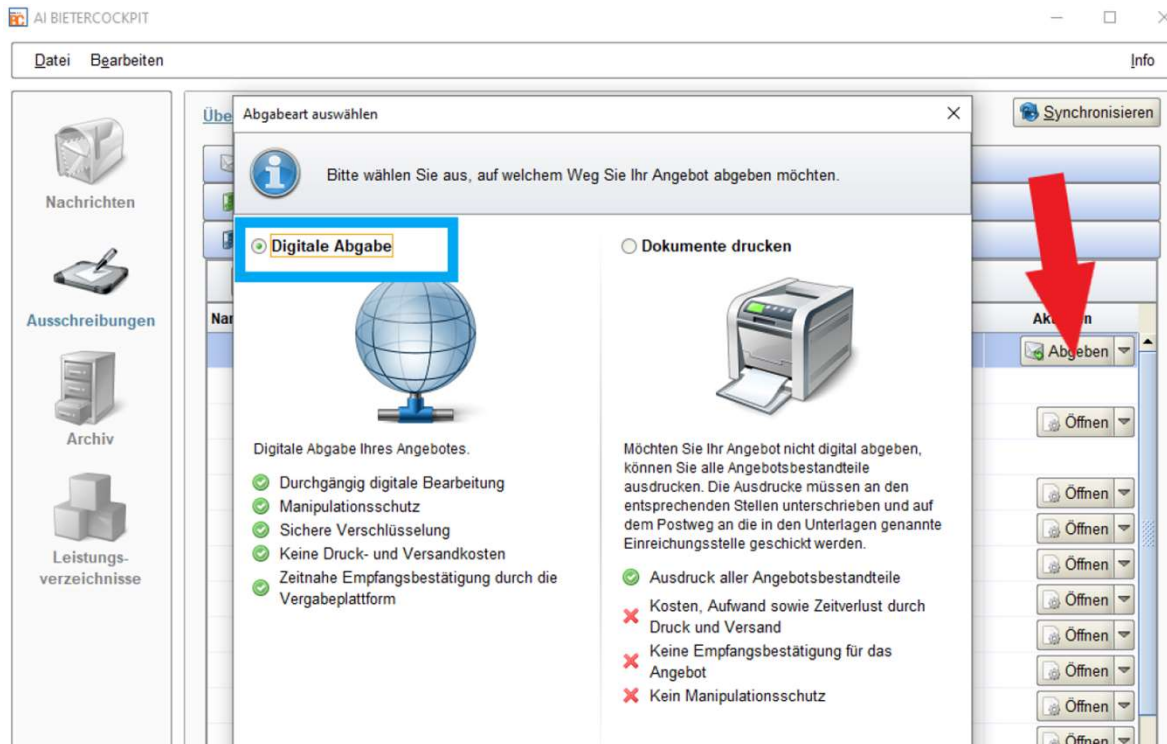 AI BIETERCOCKPIT
Datei Bearbeiten
Info
Nachrichten
Ausschreibungen
Archiv
Leistungs-
verzeichnisse
Synchronisieren
Abgabeart auswählen
Bitte wählen Sie aus, auf welchem Weg Sie Ihr Angebot abgeben möchten.
Digitale Abgabe
Digitale Abgabe Ihres Angebotes.
Durchgängig digitale Bearbeitung
Manipulationsschutz
Sichere Verschlüsselung
Keine Druck- und Versandkosten
Zeitnahe Empfangsbestätigung durch die
Vergabeplattform
Dokumente drucken
Möchten Sie Ihr Angebot nicht digital abgeben,
können Sie alle Angebotsbestandteile
ausdrucken. Die Ausdrucke müssen an den
entsprechenden Stellen unterschrieben und auf
dem Postweg an die in den Unterlagen genannte
Einreichungsstelle geschickt werden.
Ausdruck aller Angebotsbestandteile
Kosten, Aufwand sowie Zeitverlust durch
Druck und Versand
Keine Empfangsbestätigung für das
Angebot
Kein Manipulationsschutz
Abgeben
Öffnen
Öffnen
Öffnen
Öffnen
Öffnen
Öffnen
Öffnen
Öffnen
Öffnen